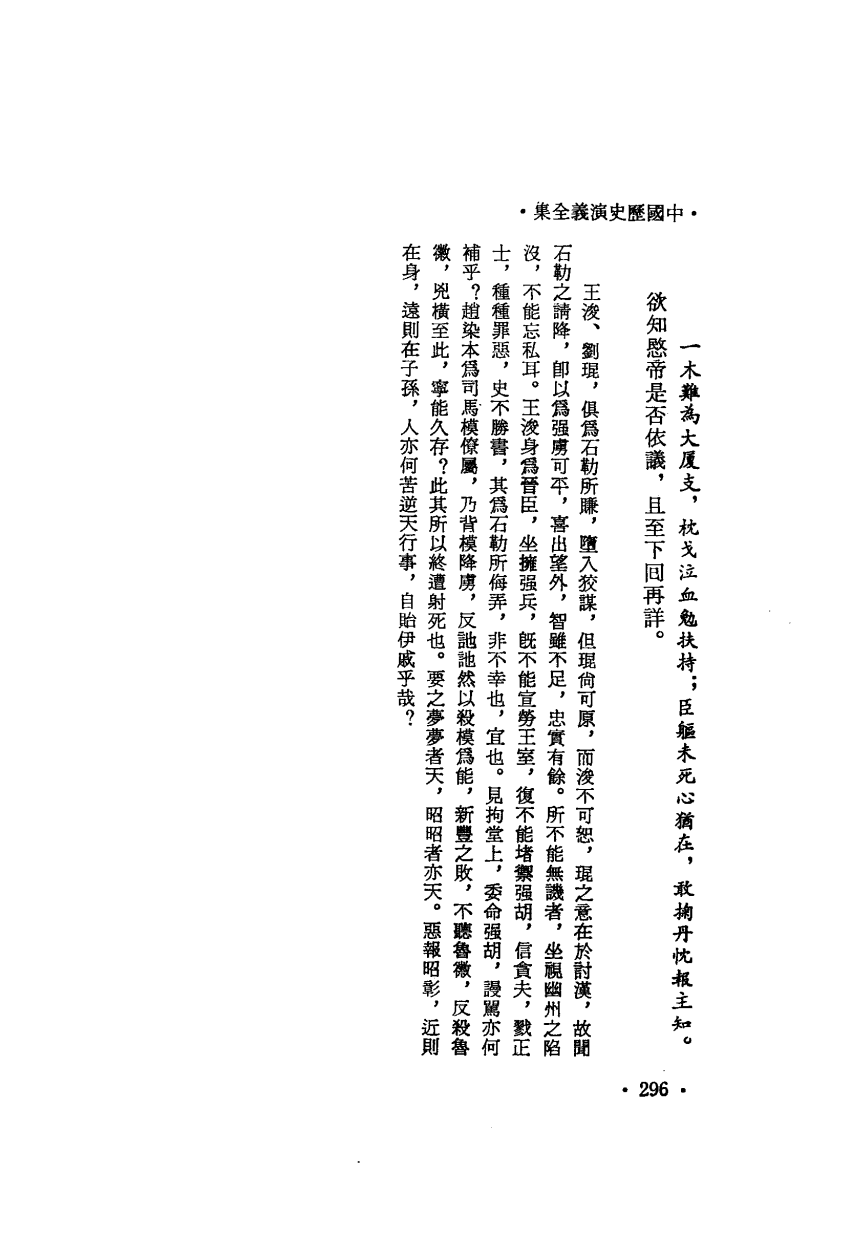 ·中國歷史演義全集·
一木難為大厦支，枕戈泣血勉扶持；臣軀未死心猶在，敢掬丹忱報主知。
欲知愍帝是否依議，且至下回再詳。
王浚、劉琨，俱爲石勒所賺，墮入狡謀，但琨尙可原，而浚不可恕，琨之意在於討漢，故聞
石勒之請降，卽以爲强虜可平，喜出望外，智雖不足，忠實有餘。所不能無譏者，坐視幽州之陷
沒，不能忘私耳。王浚身爲晉臣，坐擁强兵，旣不能宣勞王室，復不能堵禦强胡，信貪夫，戮正
士，種種罪惡，史不勝書，其爲石勒所侮弄，非不幸也，宜也。見拘堂上，委命强胡，謾駡亦何
補乎？趙染本爲司馬模僚屬，乃背模降虜，反訑訑然以殺模爲能，新豐之敗，不聽魯徽，反殺魯
徽，兇橫至此，寧能久存？此其所以終遭射死也。要之夢夢者天，昭昭者亦天。惡報昭彰，近則
在身，遠則在子孫，人亦何苦逆天行事，自貽伊戚乎哉？
·296·